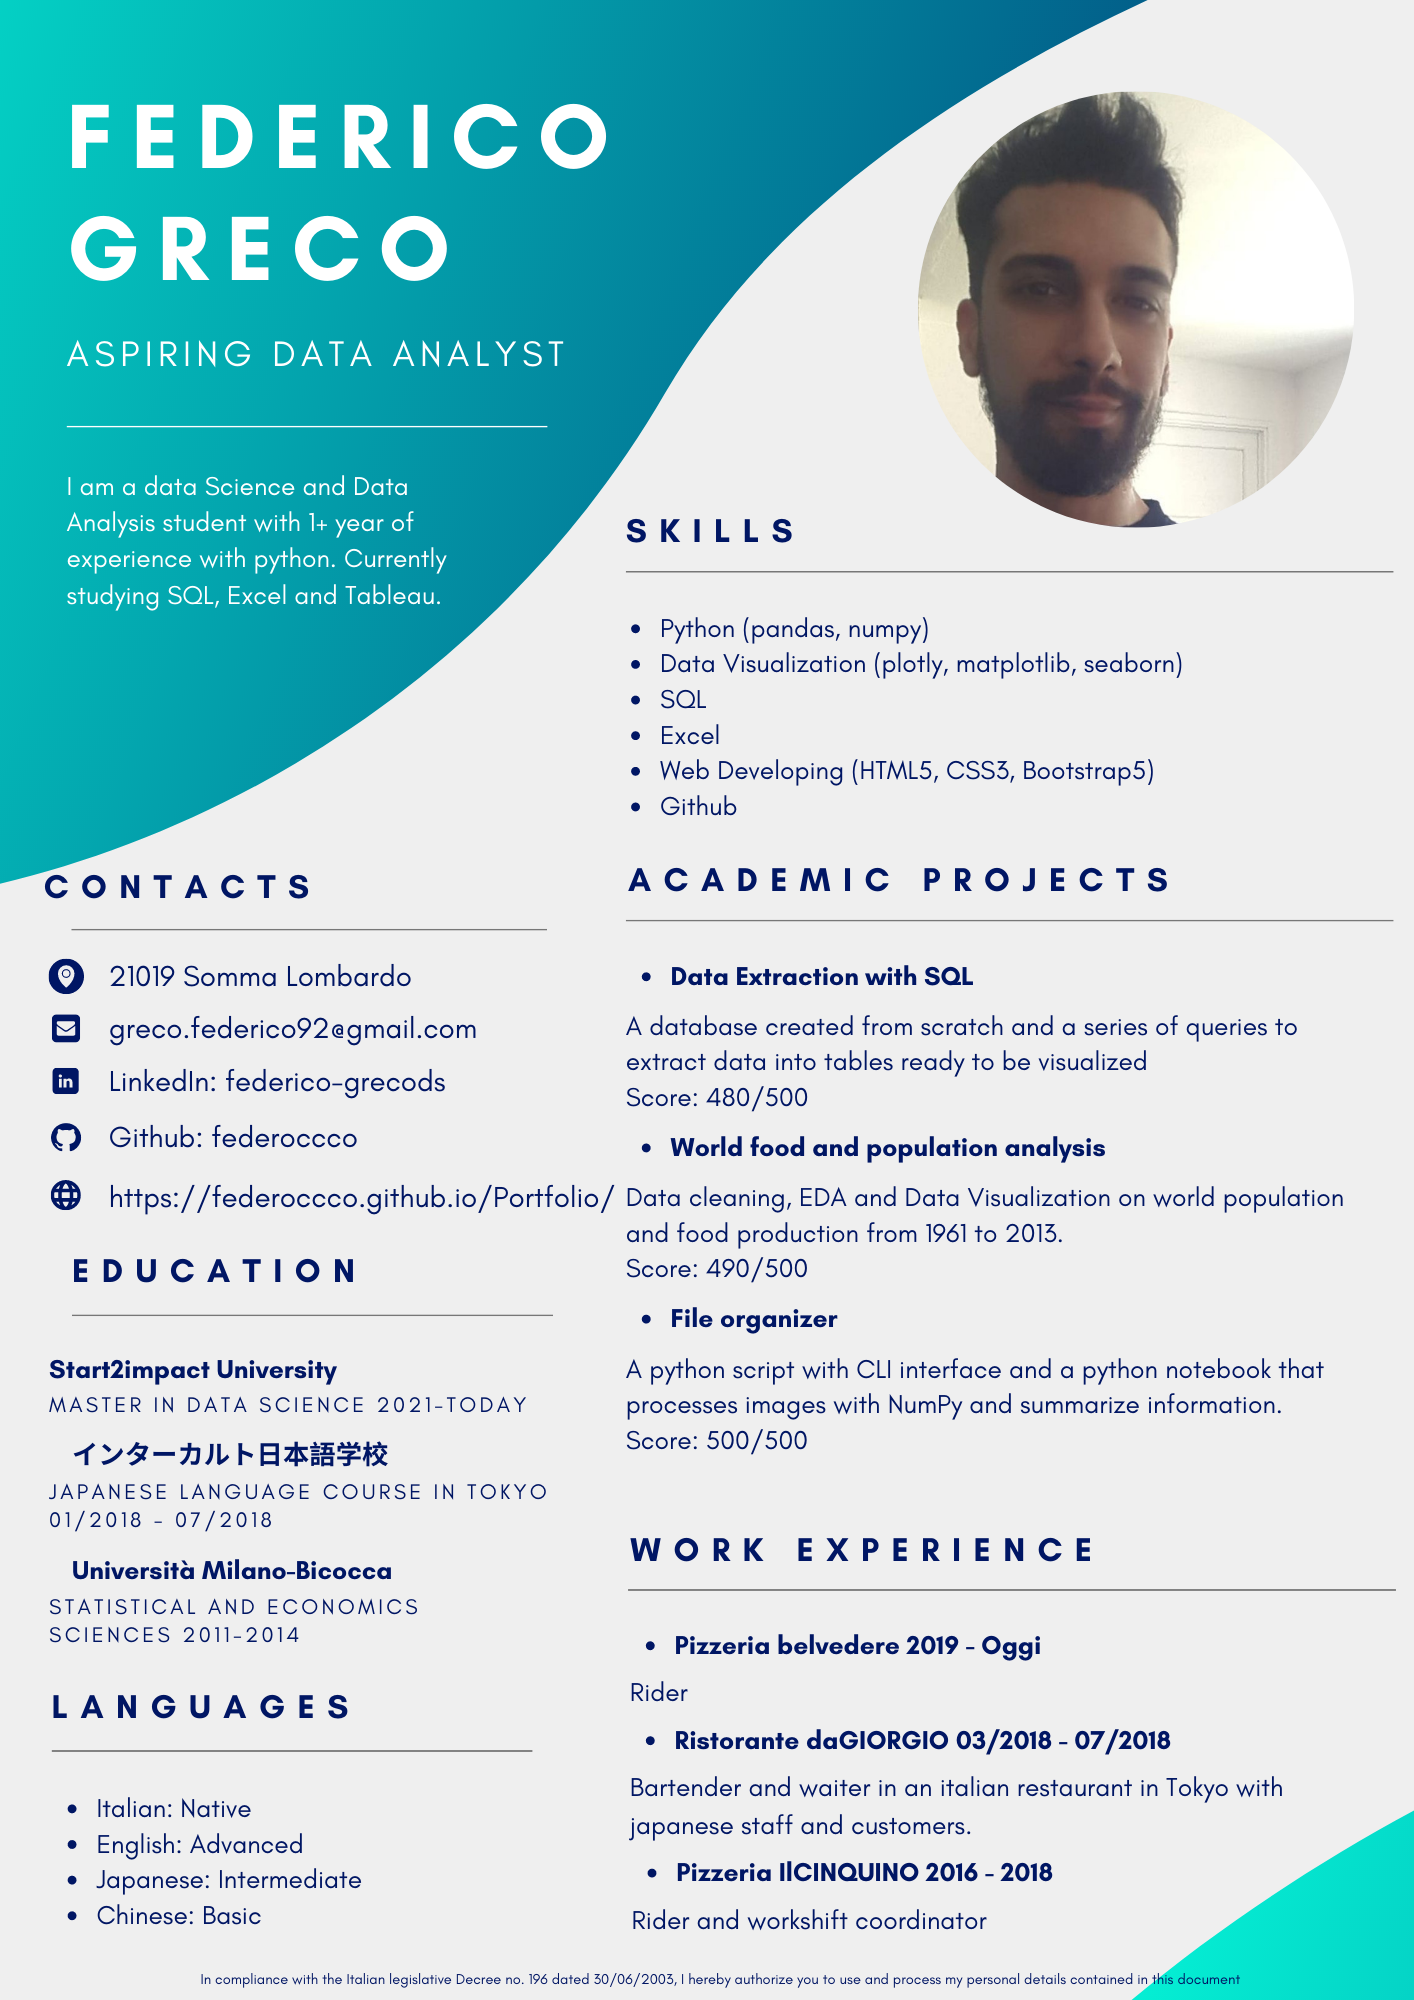 FEDERICO
GRECO
ASPIRING DATA ANALYST
I am a data Science and Data
Analysis student with 1+ year of
experience with python. Currently
studying SQL, Excel and Tableau.
CONTACTS
21019 Somma Lombardo
greco.federico92@gmail.com
LinkedIn: federico-grecods
Github: federoccco
https://federoccco.github.io/Portfolio/
EDUCATION
Start2impact University
MASTER IN DATA SCIENCE 2021-TODAY
インターカルト日本語学校
JAPANESE LANGUAGE COURSE IN TOKYO
01/2018 - 07/2018
Università Milano-Bicocca
STATISTICAL AND ECONOMICS
SCIENCES 2011-2014
LANGUAGES
• Italian: Native
• English: Advanced
• Japanese: Intermediate
• Chinese: Basic
SKILLS
• Python (pandas, numpy)
• Data Visualization (plotly, matplotlib, seaborn)
• SQL
• Excel
• Web Developing (HTML5, CSS3, Bootstrap5)
• Github
ACADEMIC PROJECTS
• Data Extraction with SQL
A database created from scratch and a series of queries to
extract data into tables ready to be visualized
Score: 480/500
• World food and population analysis
Data cleaning, EDA and Data Visualization on world population
and food production from 1961 to 2013.
Score: 490/500
• File organizer
A python script with CLI interface and a python notebook that
processes images with NumPy and summarize information.
Score: 500/500
WORK EXPERIENCE
• Pizzeria belvedere 2019 - Oggi
Rider
• Ristorante daGIORGIO 03/2018 - 07/2018
Bartender and waiter in an italian restaurant in Tokyo with
japanese staff and customers.
• Pizzeria IlCINQUINO 2016 - 2018
Rider and workshift coordinator
In compliance with the Italian legislative Decree no. 196 dated 30/06/2003, I hereby authorize you to use and process my personal details contained in this document